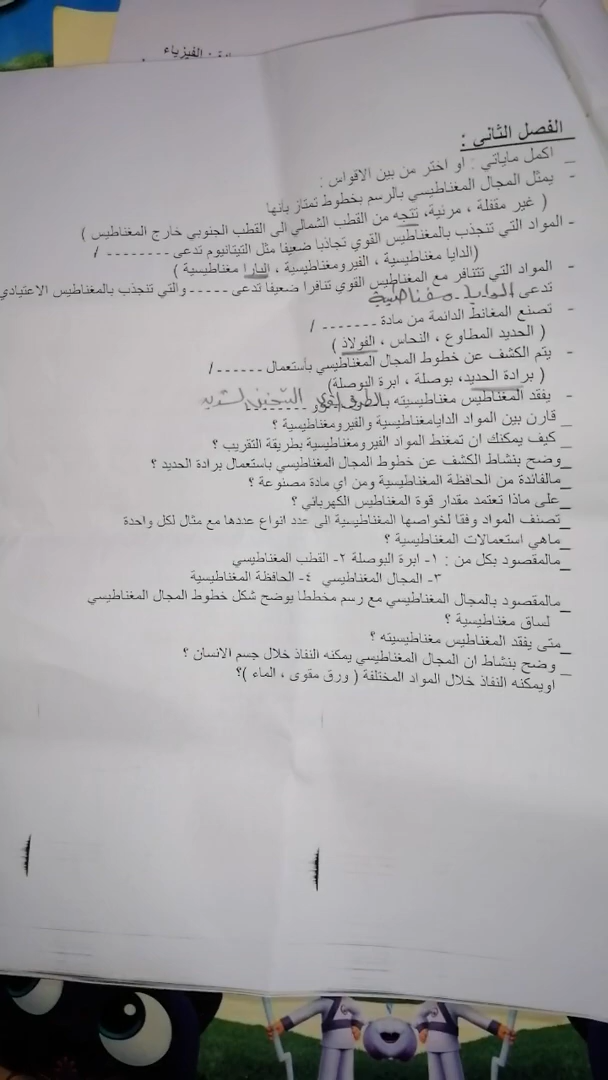 الفيزياء
الفصل الثاني :
_ اكمل ماياتي : او اختر من بين الاقواس :
- يمثل المجال المغناطيسي بالرسم بخطوط تمتاز بأنها
( غير مقفلة ، مرئية، تتجه من القطب الشمالي الى القطب الجنوبي خارج المغناطيس )
- المواد التي تنجذب بالمغناطيس القوي تجاذبا ضعيفا مثل التيتانيوم تدعى -------- /
(الدايا مغناطيسية ، الفيرومغناطيسية ، البارا مغناطيسية )
- المواد التي تتنافر مع المغناطيس القوي تنافرا ضعيفا تدعى ----- والتي تنجذب بالمغناطيس الاعتيادي
تدعى الدايا مغناطيسية
- تصنع المغانط الدائمة من مادة ------- /
( الحديد المطاوع ، النحاس ، الفولاذ )
- يتم الكشف عن خطوط المجال المغناطيسي بأستعمال ------/
( برادة الحديد، بوصلة ، ابرة البوصلة)
- يفقد المغناطيس مغناطيسيته بالطرق القوي و التسخين الشديد
_ قارن بين المواد الدايامغناطيسية والفيرومغناطيسية ؟
_ كيف يمكنك ان تمغنط المواد الفيرومغناطيسية بطريقة التقريب ؟
_ وضح بنشاط الكشف عن خطوط المجال المغناطيسي باستعمال برادة الحديد ؟
_ مالفائدة من الحافظة المغناطيسية ومن اي مادة مصنوعة ؟
_ على ماذا تعتمد مقدار قوة المغناطيس الكهربائي ؟
_ تصنف المواد وفقا لخواصها المغناطيسية الى عدد انواع عددها مع مثال لكل واحدة
_ ماهي استعمالات المغناطيسية ؟
_ مالمقصود بكل من : ١- ابرة البوصلة ٢- القطب المغناطيسي
٣- المجال المغناطيسي ٤- الحافظة المغناطيسية
_ مالمقصود بالمجال المغناطيسي مع رسم مخططا يوضح شكل خطوط المجال المغناطيسي
لساق مغناطيسية ؟
_ متى يفقد المغناطيس مغناطيسيته ؟
_ وضح بنشاط ان المجال المغناطيسي يمكنه النفاذ خلال جسم الانسان ؟
اويمكنه النفاذ خلال المواد المختلفة ( ورق مقوى ، الماء )؟